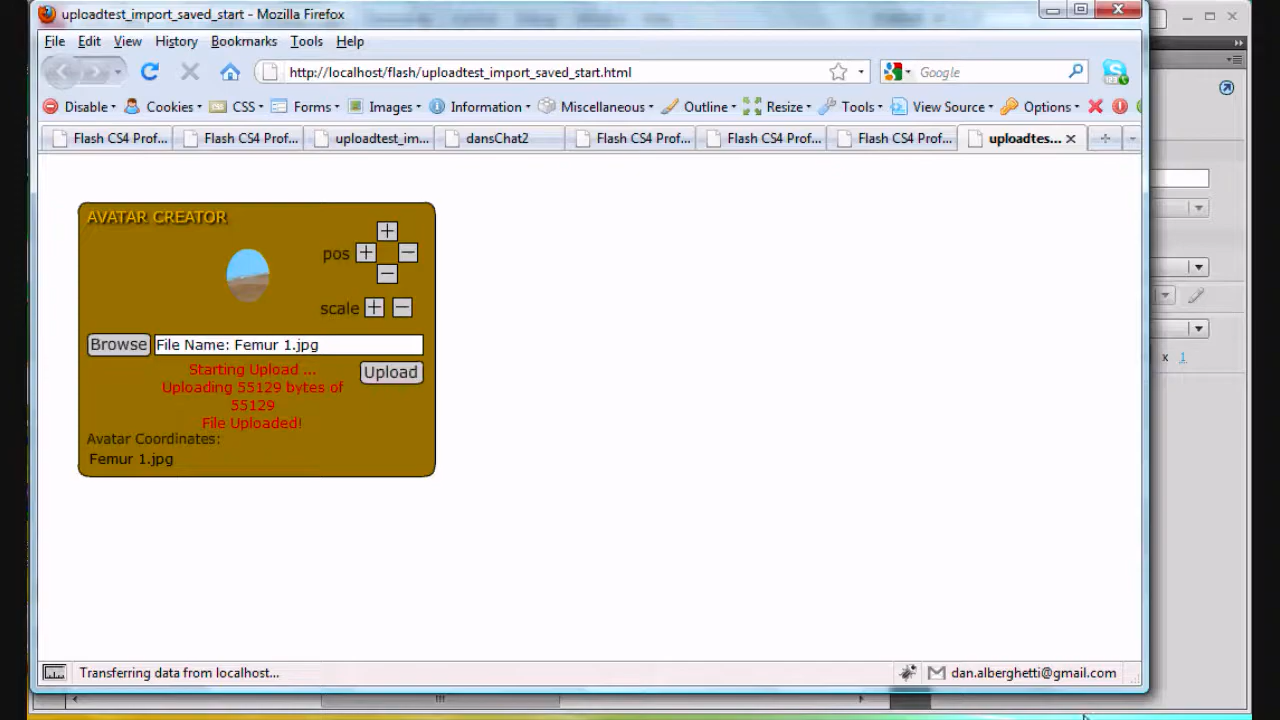 uploadtest_import_saved_start - Mozilla Firefox
File Edit View History Bookmarks Tools Help
http://localhost/flash/uploadtest_import_saved_start.html Google
Disable Cookies CSS Forms Images Information Miscellaneous Outline Resize Tools View Source Options
Flash CS4 Prof... Flash CS4 Prof... uploadtest_im... dansChat2 Flash CS4 Prof... Flash CS4 Prof... Flash CS4 Prof... uploadtes...
AVATAR CREATOR
+
pos + −
−
scale + −
Browse File Name: Femur 1.jpg
Starting Upload ... Upload
Uploading 55129 bytes of
55129
File Uploaded!
Avatar Coordinates:
Femur 1.jpg
x 1
Transferring data from localhost... dan.alberghetti@gmail.com